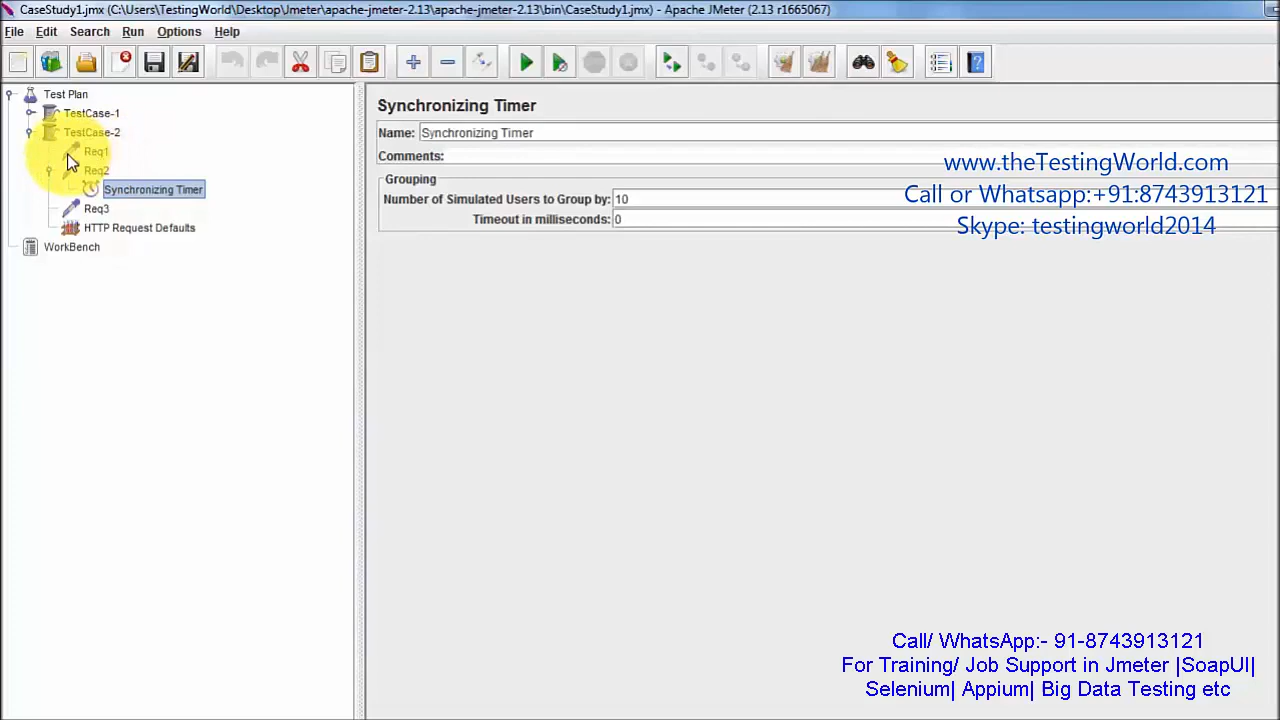 CaseStudy1.jmx (C:\Users\TestingWorld\Desktop\Jmeter\apache-jmeter-2.13\apache-jmeter-2.13\bin\CaseStudy1.jmx) - Apache JMeter (2.13 r1665067)
File Edit Search Run Options Help
Test Plan
TestCase-1
TestCase-2
Req1
Req2
Synchronizing Timer
Req3
HTTP Request Defaults
WorkBench
Synchronizing Timer
Name: Synchronizing Timer
Comments:
Grouping
Number of Simulated Users to Group by: 10
Timeout in milliseconds: 0
www.theTestingWorld.com
Call or Whatsapp:+91:8743913121
Skype: testingworld2014
Call/ WhatsApp:- 91-8743913121
For Training/ Job Support in Jmeter |SoapUI|
Selenium| Appium| Big Data Testing etc